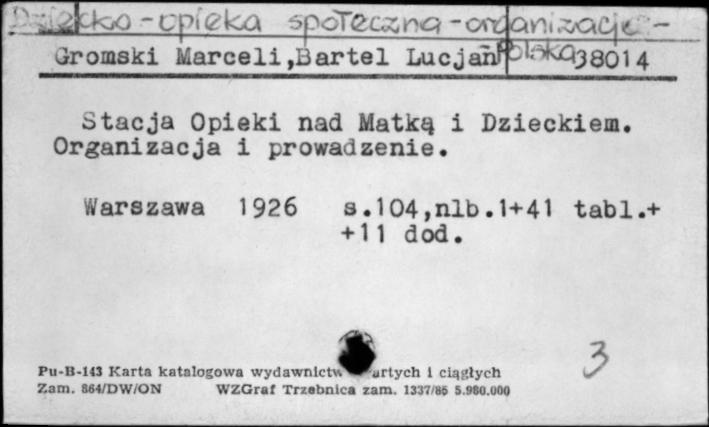 Dziecko-opieka społeczna-organizacje-
Polska
Gromski Marceli,Bartel Lucjan 38014
Stacja Opieki nad Matką i Dzieckiem.
Organizacja i prowadzenie.
Warszawa 1926 s.104,nlb.1+41 tabl.+
+11 dod.
3
Pu-B-143 Karta katalogowa wydawnictw artych i ciągłych
Zam. 864/DW/ON WZGraf Trzebnica zam. 1337/86 5.980.000